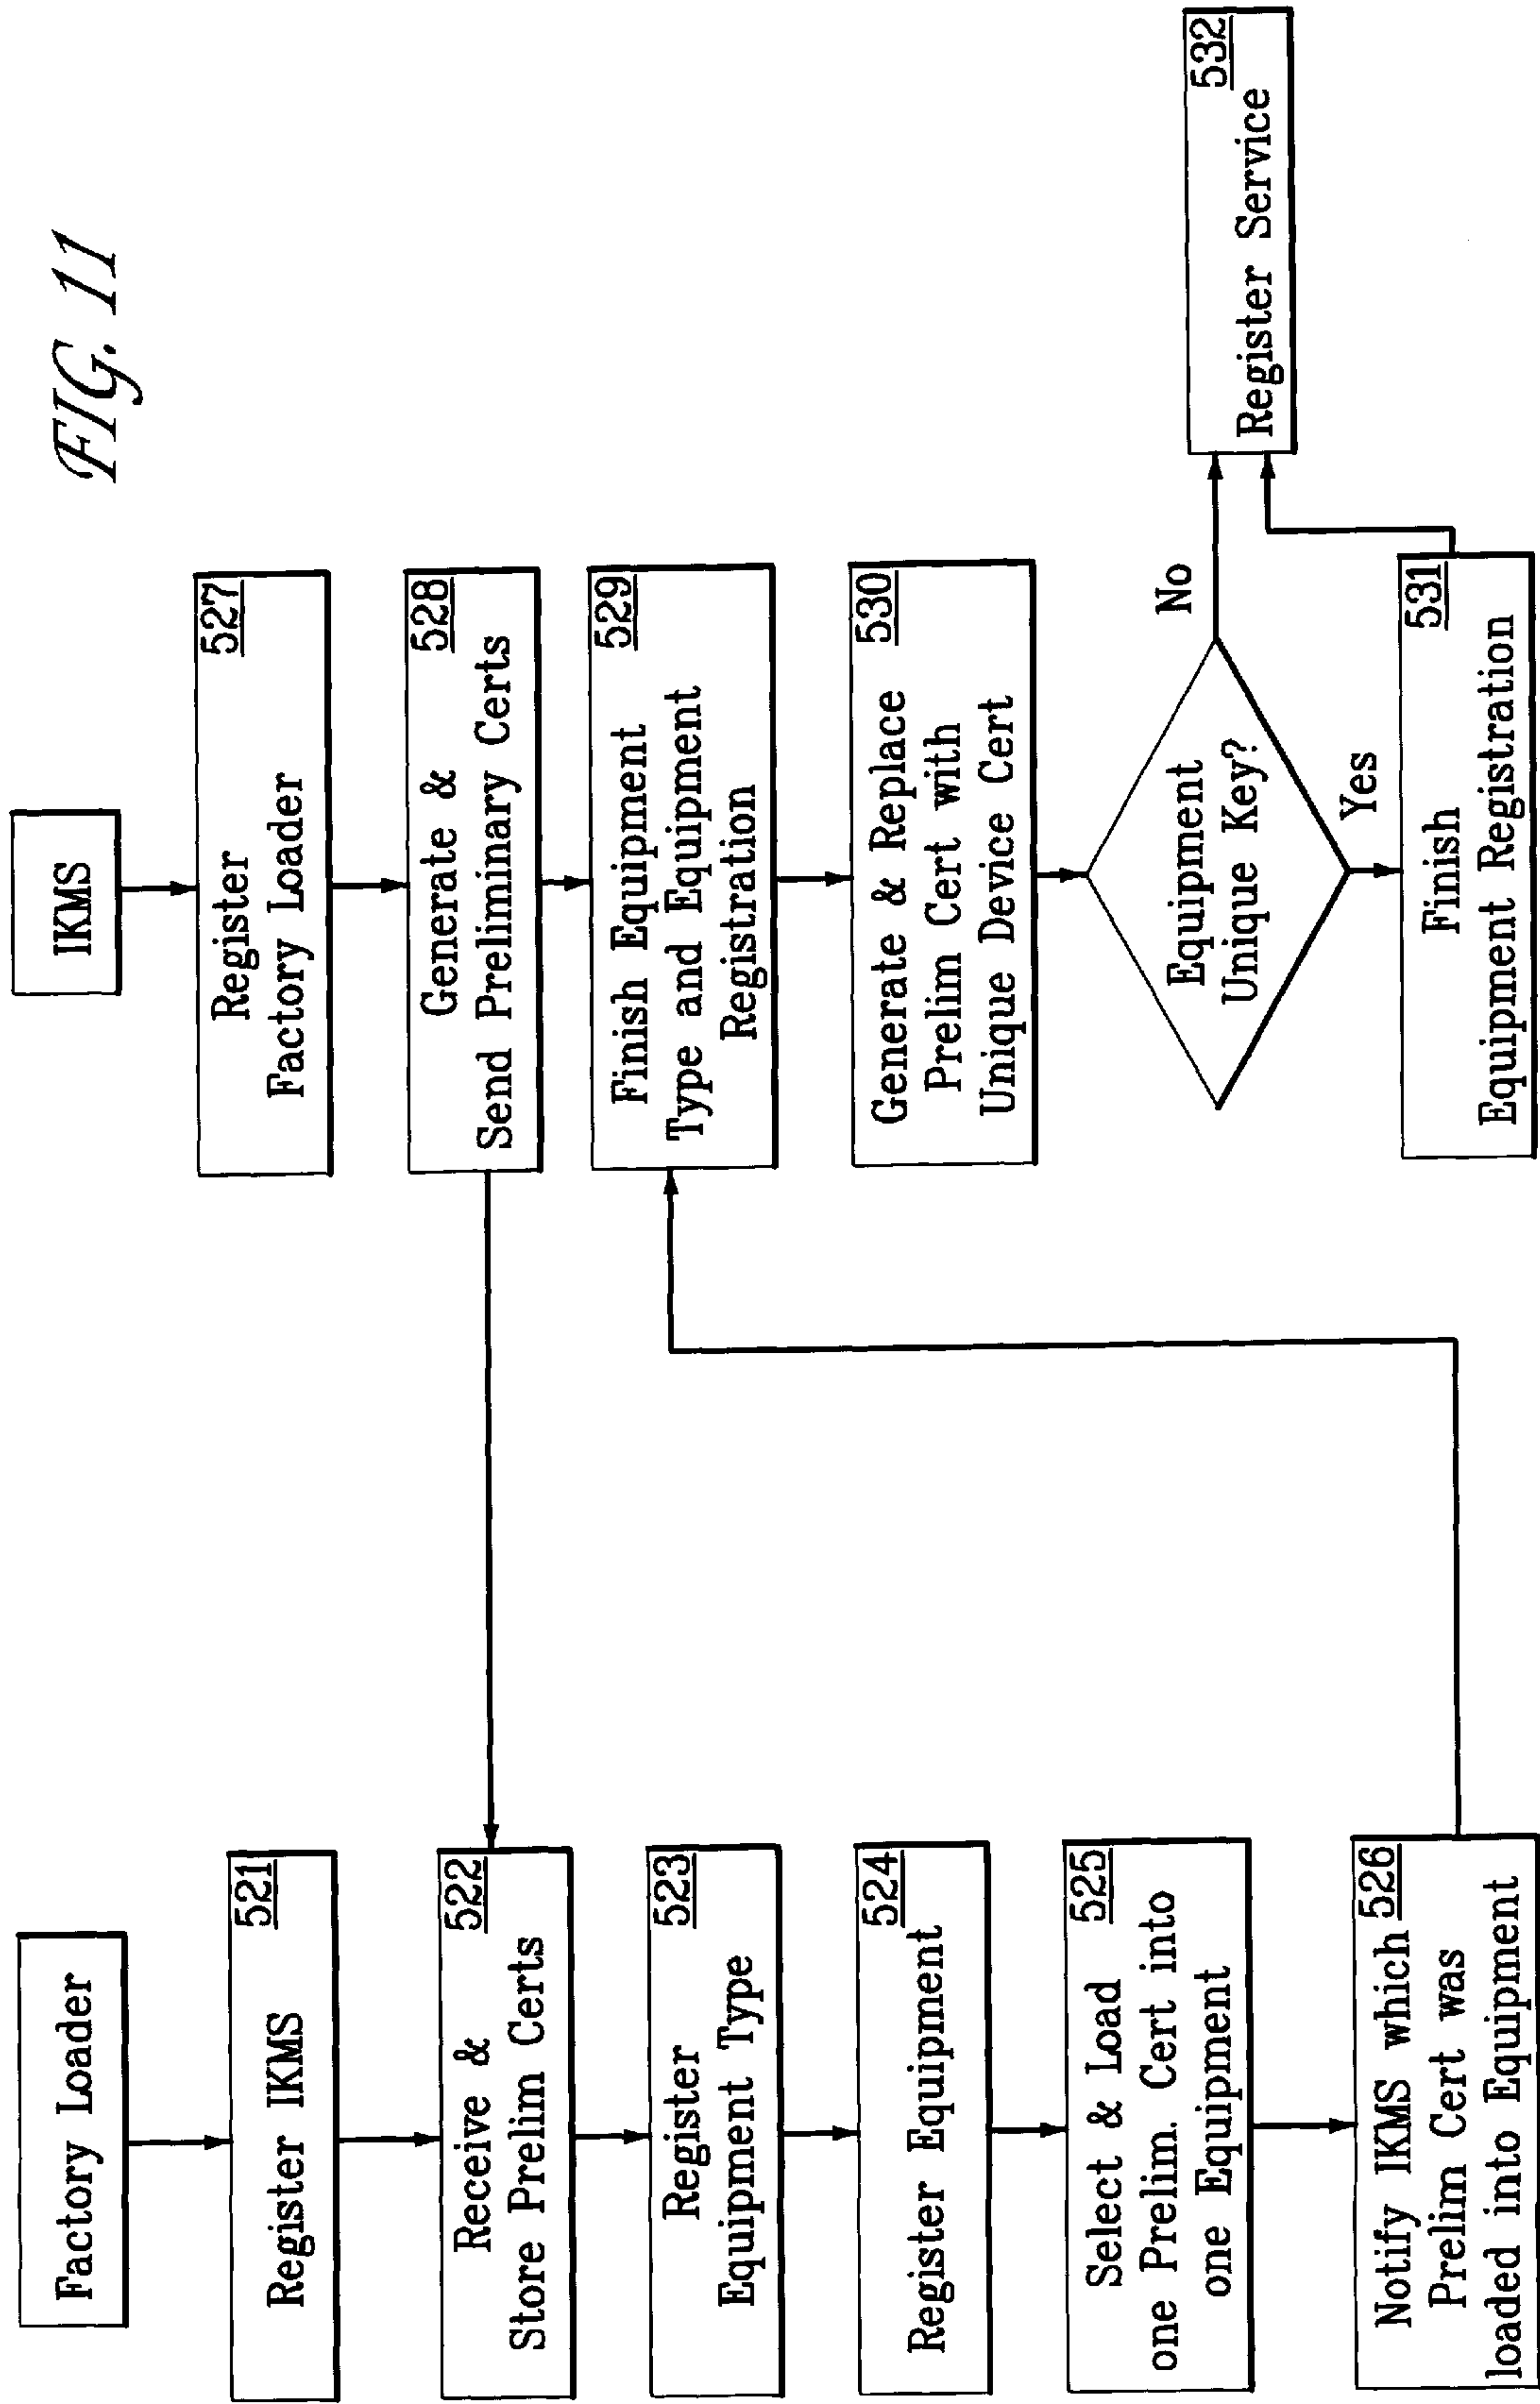 FIG. 11
Factory Loader
521
Register IKMS
522
Receive &
Store Prelim Certs
523
Register
Equipment Type
524
Register Equipment
525
Select & Load
one Prelim. Cert into
one Equipment
526
Notify IKMS which
Prelim Cert was
loaded into Equipment
IKMS
527
Register
Factory Loader
528
Generate &
Send Preliminary Certs
529
Finish Equipment
Type and Equipment
Registration
530
Generate & Replace
Prelim Cert with
Unique Device Cert
Equipment
Unique Key?
No
Yes
531
Finish
Equipment Registration
532
Register Service